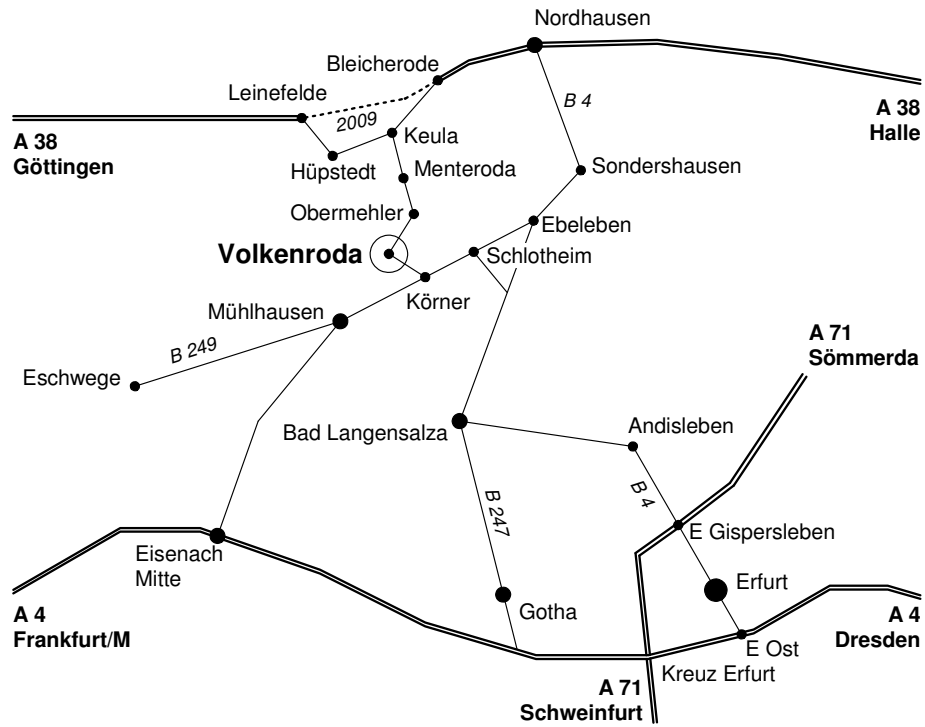 Nordhausen
Bleicherode
Leinefelde
B 4
2009
A 38
Halle
A 38
Göttingen
Keula
Hüpstedt
Menteroda
Sondershausen
Obermehler
Ebeleben
Volkenroda
Schlotheim
Körner
Mühlhausen
B 249
A 71
Sömmerda
Eschwege
Bad Langensalza
Andisleben
B 4
B 247
E Gispersleben
Eisenach
Mitte
Erfurt
Gotha
A 4
Frankfurt/M
A 4
Dresden
E Ost
Kreuz Erfurt
A 71
Schweinfurt